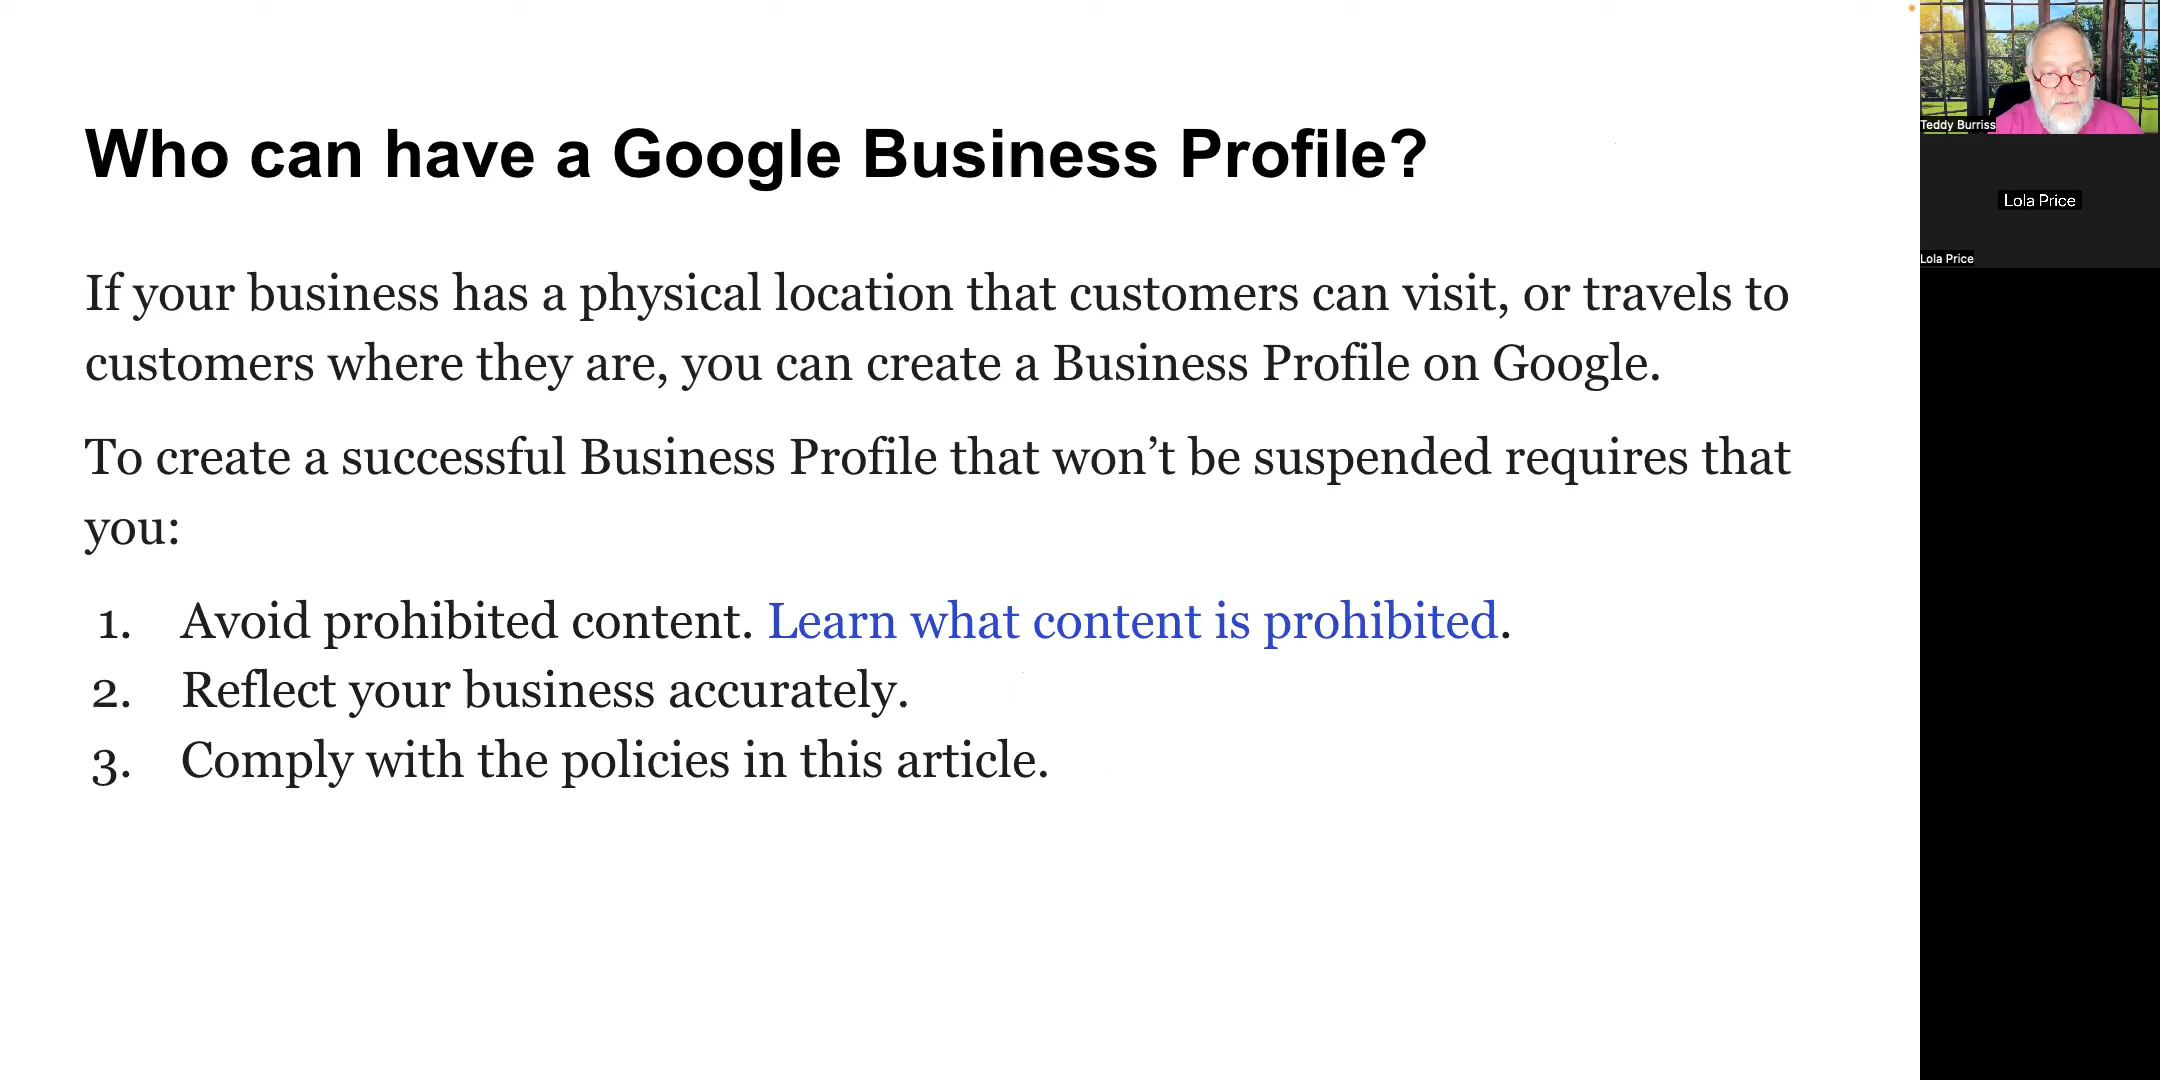 Who can have a Google Business Profile?
If your business has a physical location that customers can visit, or travels to
customers where they are, you can create a Business Profile on Google.
To create a successful Business Profile that won’t be suspended requires that
you:
1. Avoid prohibited content. Learn what content is prohibited.
2. Reflect your business accurately.
3. Comply with the policies in this article.
Teddy Burriss
Lola Price
Lola Price